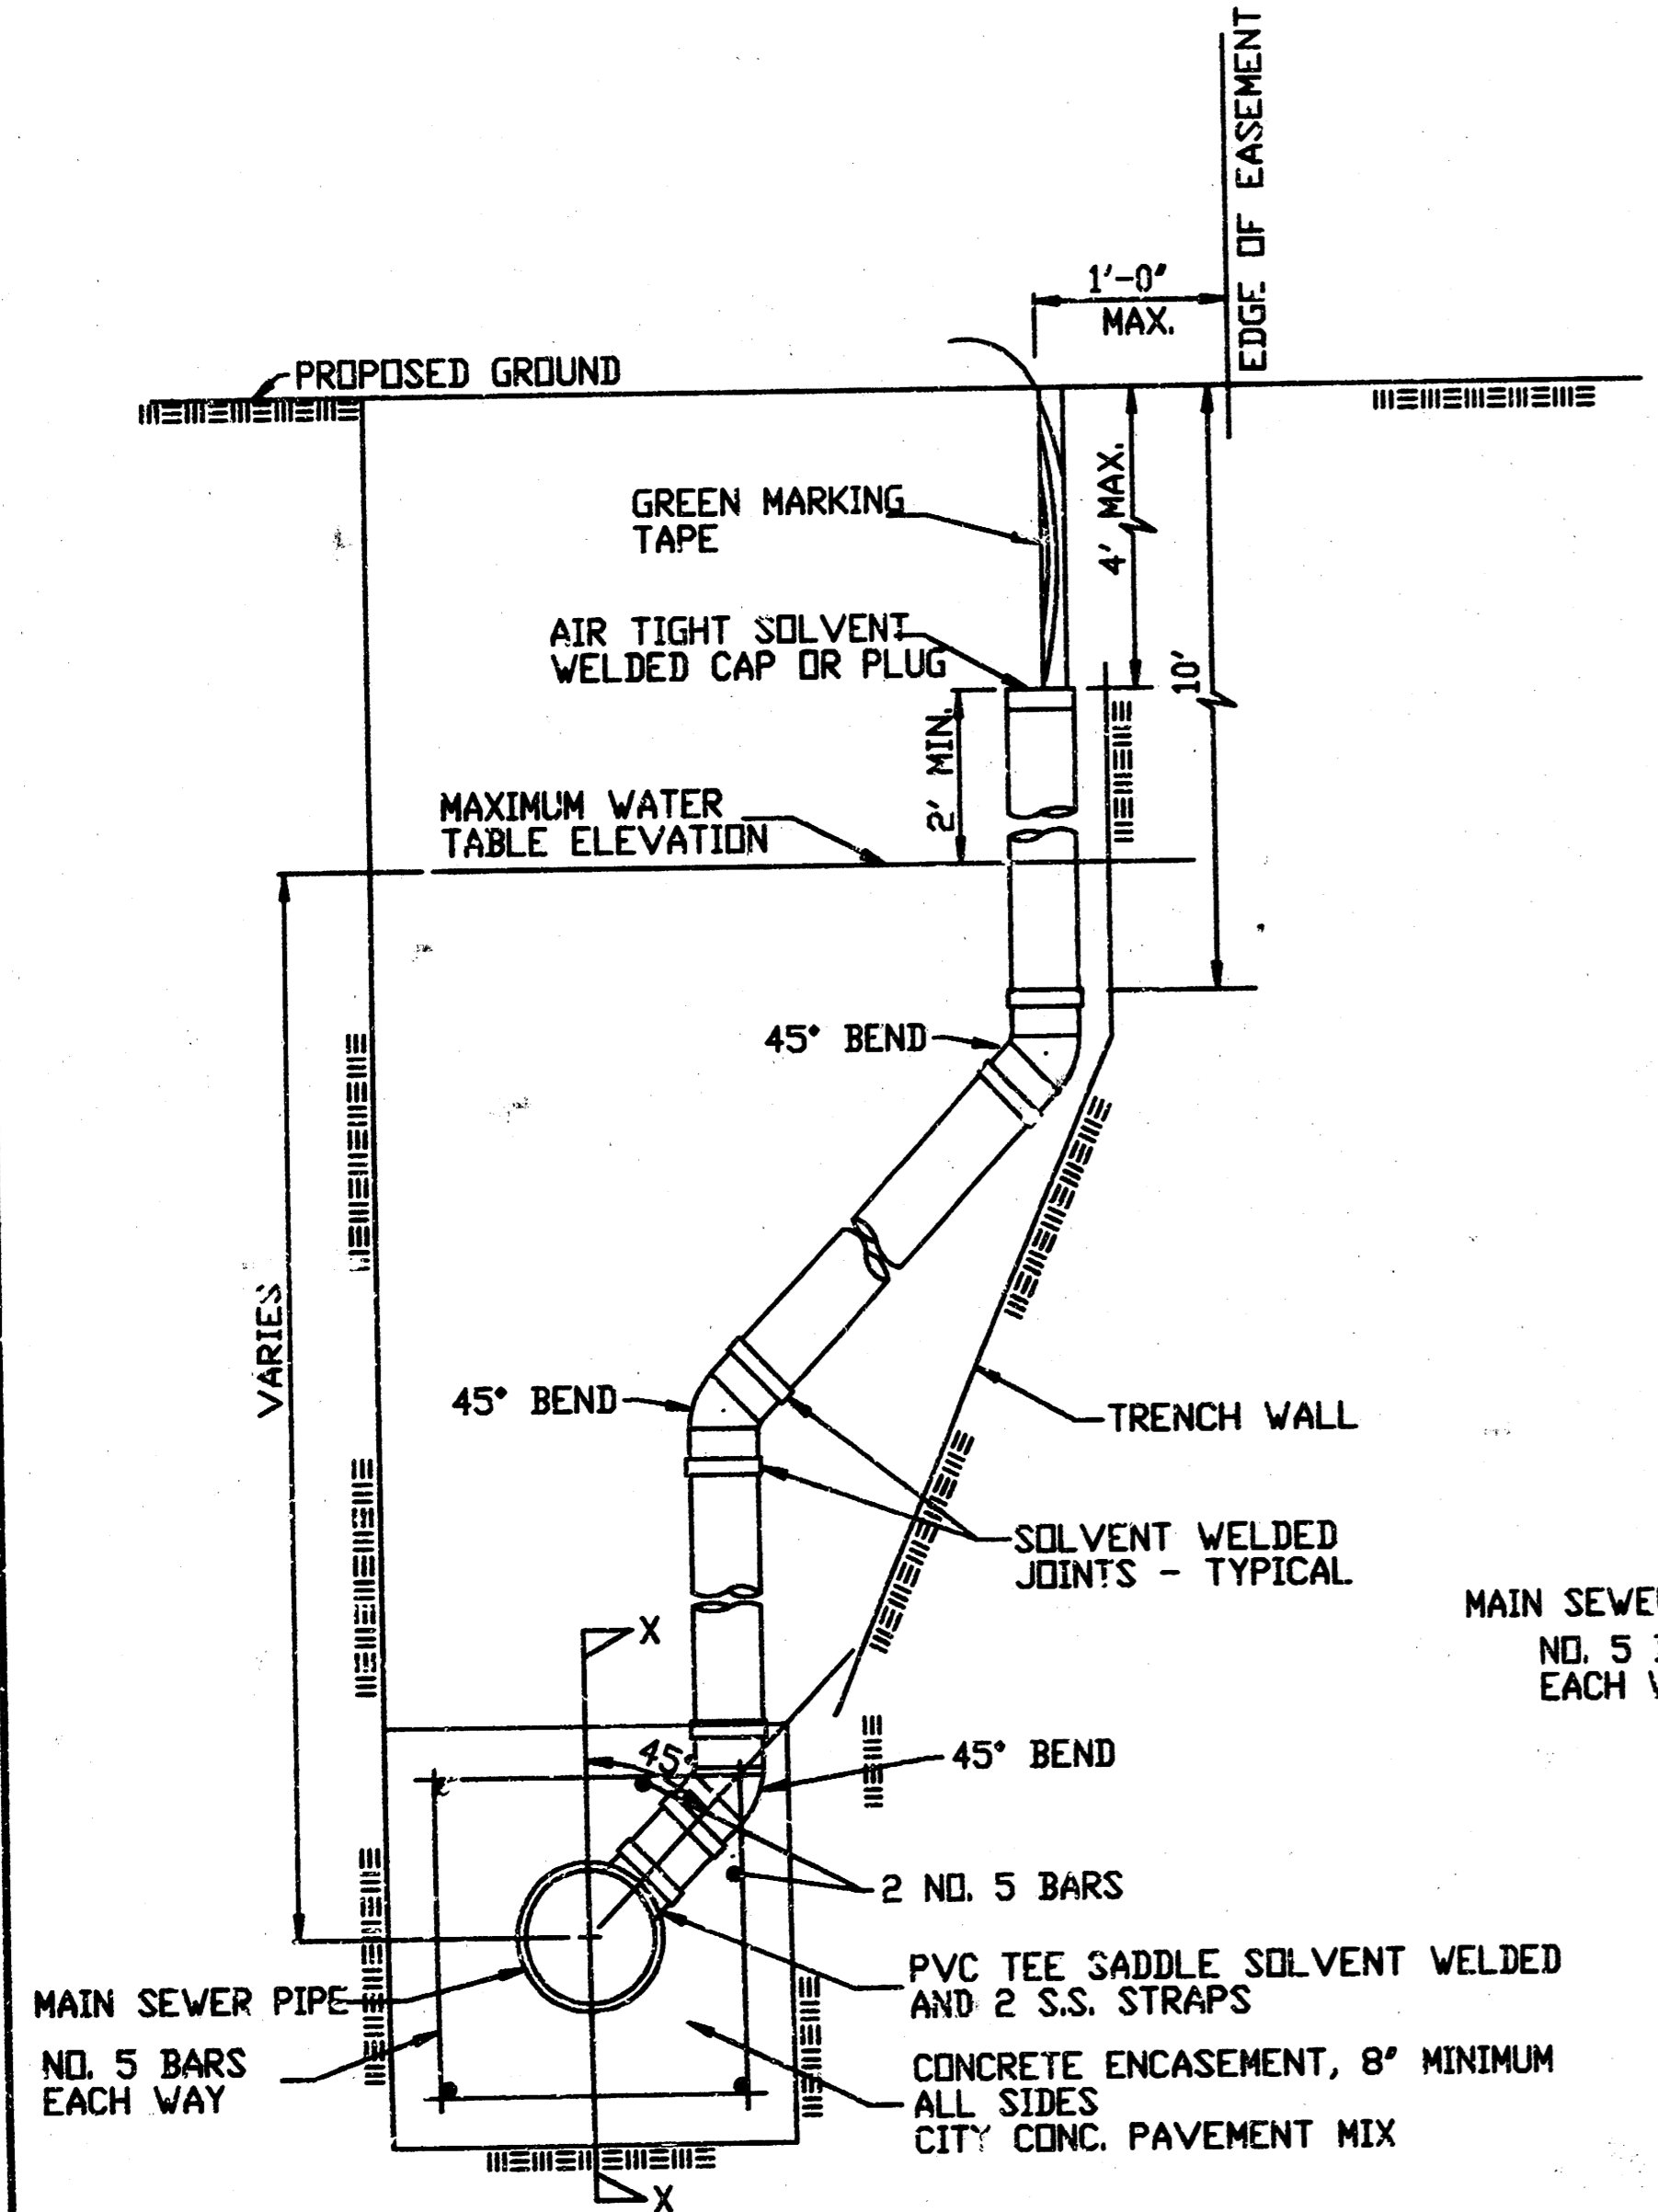 EDGE OF EASEMENT
1'-0"
MAX.
PROPOSED GROUND
GREEN MARKING
TAPE
4' MAX.
AIR TIGHT SOLVENT
WELDED CAP OR PLUG
10'
2' MIN.
MAXIMUM WATER
TABLE ELEVATION
45° BEND
VARIES
45° BEND
TRENCH WALL
SOLVENT WELDED
JOINTS - TYPICAL
MAIN SEWE
NO. 5
EACH
X
45°
45° BEND
2 NO. 5 BARS
PVC TEE SADDLE SOLVENT WELDED
AND 2 S.S. STRAPS
MAIN SEWER PIPE
NO. 5 BARS
EACH WAY
CONCRETE ENCASEMENT, 8" MINIMUM
ALL SIDES
CITY CONC. PAVEMENT MIX
X